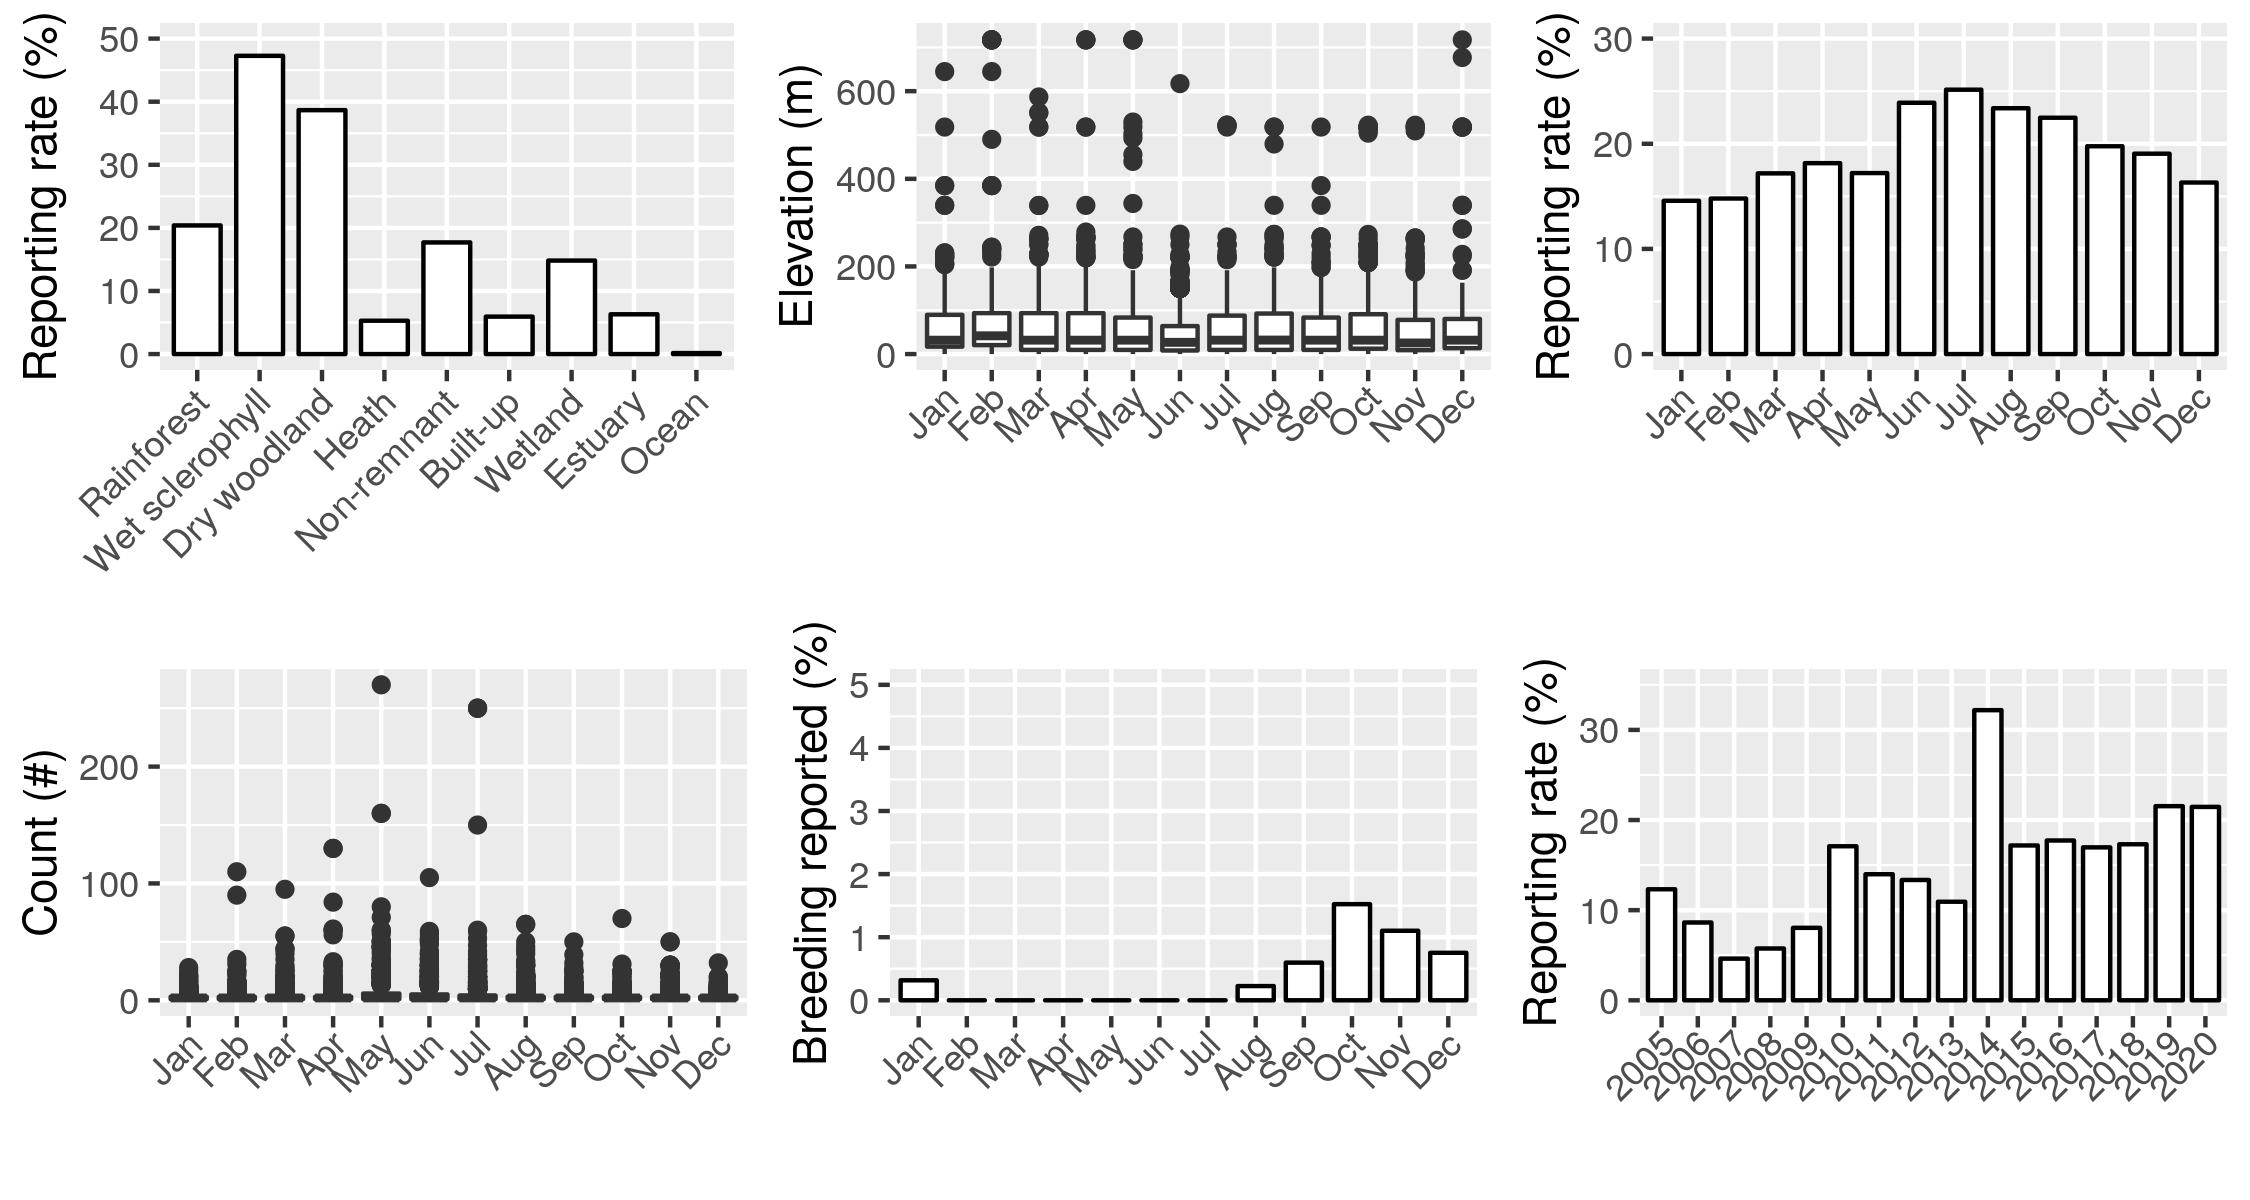 Reporting rate (%)
50
40
30
20
10
0
Rainforest
Wet sclerophyll
Dry woodland
Heath
Non-remnant
Built-up
Wetland
Estuary
Ocean
Elevation (m)
600
400
200
0
Jan
Feb
Mar
Apr
May
Jun
Jul
Aug
Sep
Oct
Nov
Dec
Reporting rate (%)
30
20
10
0
Jan
Feb
Mar
Apr
May
Jun
Jul
Aug
Sep
Oct
Nov
Dec
Count (#)
200
100
0
Jan
Feb
Mar
Apr
May
Jun
Jul
Aug
Sep
Oct
Nov
Dec
Breeding reported (%)
5
4
3
2
1
0
Jan
Feb
Mar
Apr
May
Jun
Jul
Aug
Sep
Oct
Nov
Dec
Reporting rate (%)
30
20
10
0
2005
2006
2007
2008
2009
2010
2011
2012
2013
2014
2015
2016
2017
2018
2019
2020